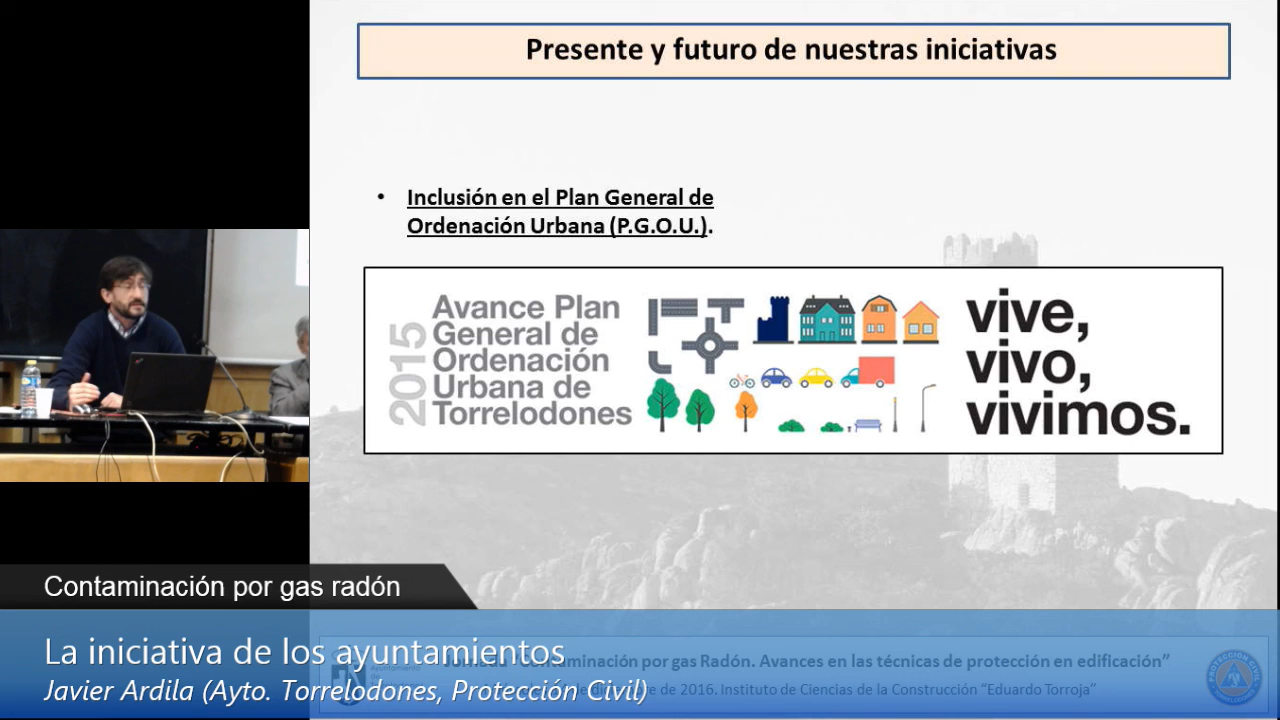 Presente y futuro de nuestras iniciativas
• Inclusión en el Plan General de
Ordenación Urbana (P.G.O.U.).
2015
Avance Plan
General de
Ordenación
Urbana de
Torrelodones
vive,
vivo,
vivimos.
Contaminación por gas radón
La iniciativa de los ayuntamientos
Javier Ardila (Ayto. Torrelodones, Protección Civil)
Contaminación por gas Radón. Avances en las técnicas de protección en edificación”
de 2016. Instituto de Ciencias de la Construcción “Eduardo Torroja”
PROTECCIÓN CIVIL